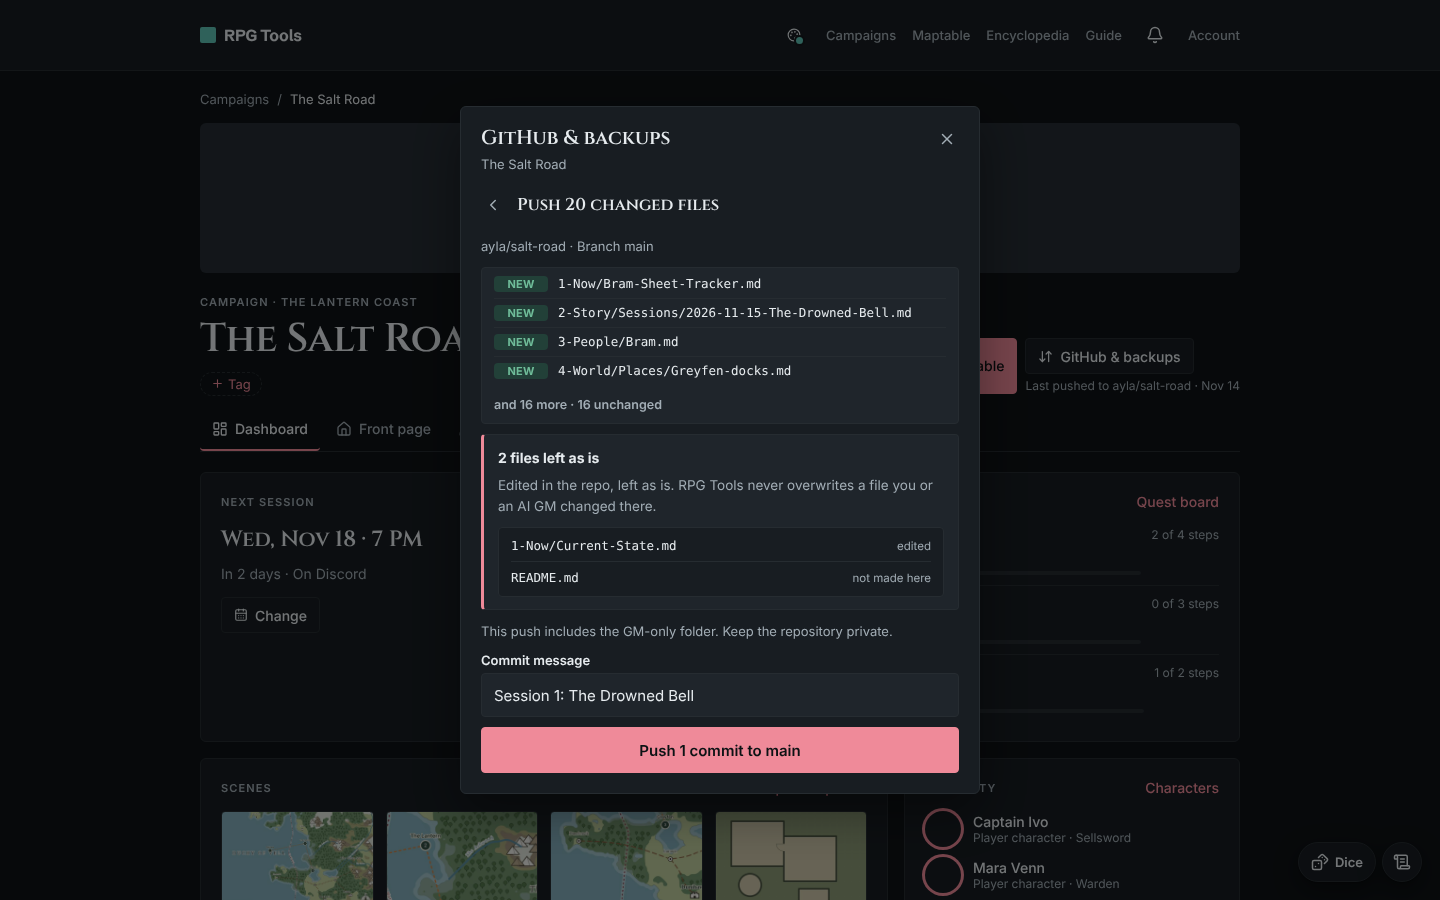 RPG Tools
Campaigns
Maptable
Encyclopedia
Guide
Account
Campaigns / The Salt Road
CAMPAIGN · THE LANTERN COAST
The Salt Roa
+ Tag
able
GitHub & backups
Last pushed to ayla/salt-road · Nov 14
Dashboard
Front page
NEXT SESSION
Wed, Nov 18 · 7 PM
In 2 days · On Discord
Change
Quest board
2 of 4 steps
0 of 3 steps
1 of 2 steps
GitHub & backups
The Salt Road
Push 20 changed files
ayla/salt-road · Branch main
NEW 1-Now/Bram-Sheet-Tracker.md
NEW 2-Story/Sessions/2026-11-15-The-Drowned-Bell.md
NEW 3-People/Bram.md
NEW 4-World/Places/Greyfen-docks.md
and 16 more · 16 unchanged
2 files left as is
Edited in the repo, left as is. RPG Tools never overwrites a file you or
an AI GM changed there.
1-Now/Current-State.md edited
README.md not made here
This push includes the GM-only folder. Keep the repository private.
Commit message
Session 1: The Drowned Bell
Push 1 commit to main
SCENES
TY
Characters
Captain Ivo
Player character · Sellsword
Mara Venn
Player character · Warden
Dice